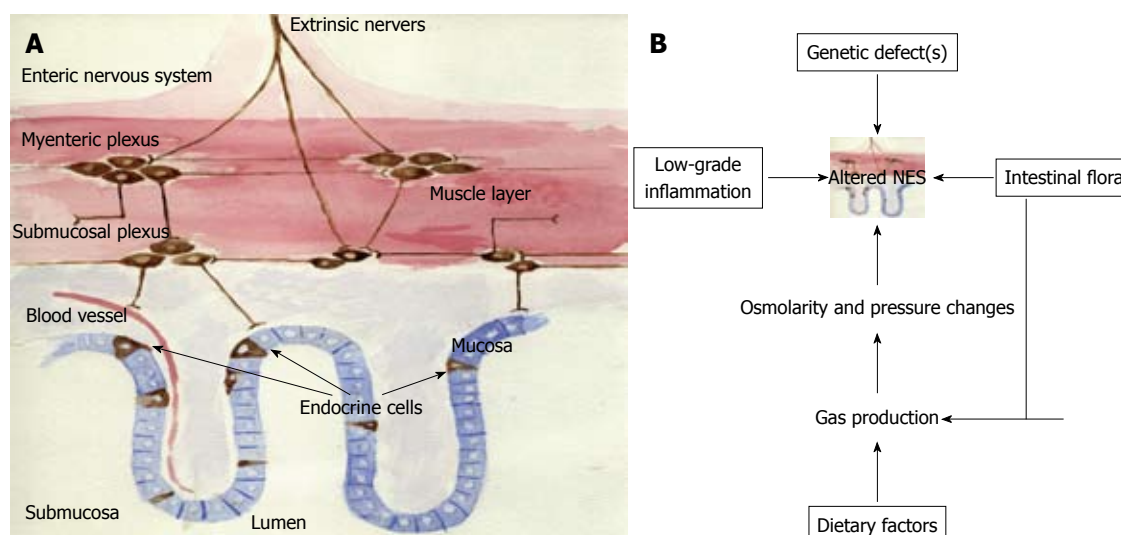 A
Extrinsic nervers
Enteric nervous system
Myenteric plexus
Muscle layer
Submucosal plexus
Blood vessel
Mucosa
Endocrine cells
Submucosa
Lumen
B
Genetic defect(s)
Low-grade
inflammation
Altered NES
Intestinal flora
Osmolarity and pressure changes
Gas production
Dietary factors